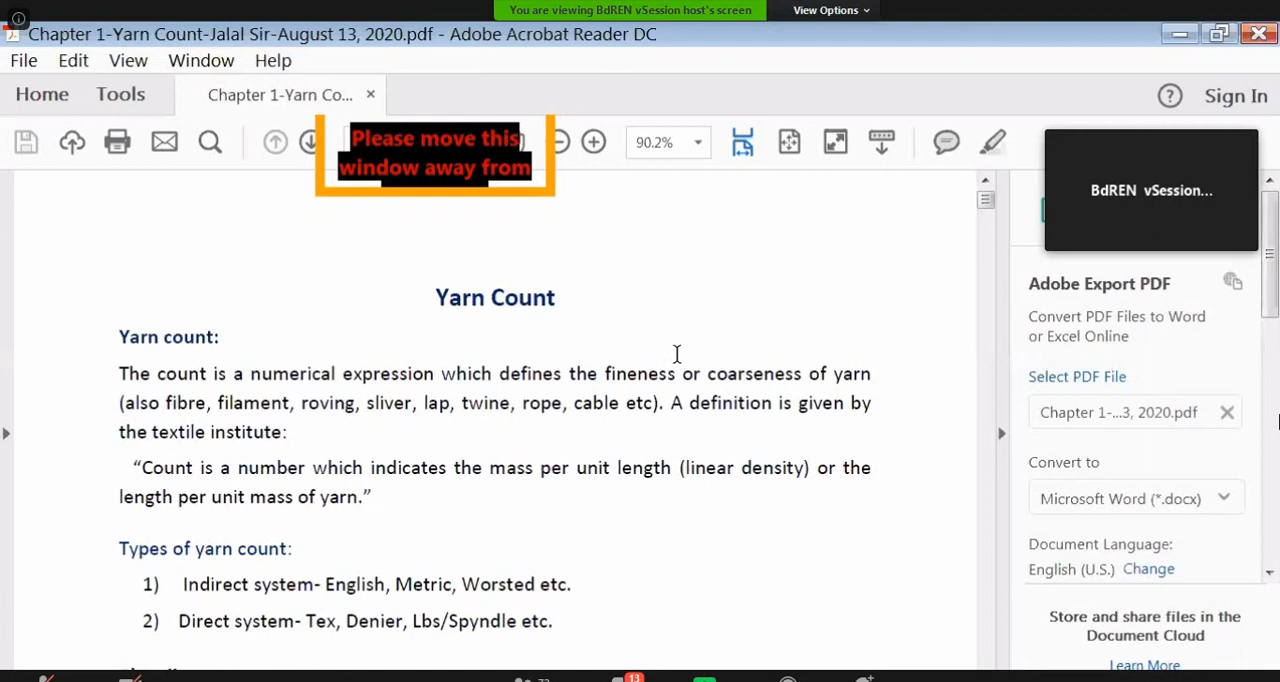 You are viewing BdREN vSession host's screen
View Options
Chapter 1-Yarn Count-Jalal Sir-August 13, 2020.pdf - Adobe Acrobat Reader DC
File Edit View Window Help
Home Tools Chapter 1-Yarn Co... × Sign In
Please move this
window away from
90.2%
BdREN vSession...
Adobe Export PDF
Convert PDF Files to Word
or Excel Online
Select PDF File
Chapter 1-...3, 2020.pdf
Convert to
Microsoft Word (*.docx)
Document Language:
English (U.S.) Change
Store and share files in the
Document Cloud
Learn More
Yarn Count
Yarn count:
The count is a numerical expression which defines the fineness or coarseness of yarn
(also fibre, filament, roving, sliver, lap, twine, rope, cable etc). A definition is given by
the textile institute:
“Count is a number which indicates the mass per unit length (linear density) or the
length per unit mass of yarn.”
Types of yarn count:
1) Indirect system- English, Metric, Worsted etc.
2) Direct system- Tex, Denier, Lbs/Spyndle etc.
13